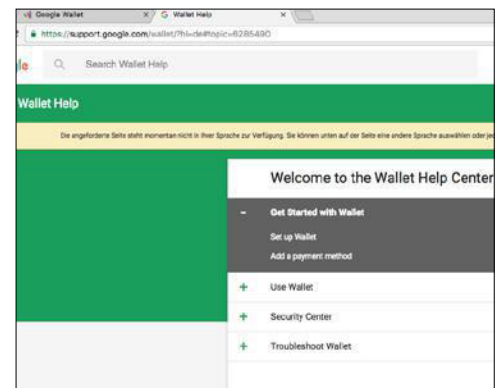 Google Wallet
Wallet Help
https://support.google.com/wallet/?hl=de#topic=6285490
Search Wallet Help
Wallet Help
Die angeforderte Seite steht momentan nicht in Ihrer Sprache zur Verfügung. Sie können unten auf der Seite eine andere Sprache auswählen oder
Welcome to the Wallet Help Center
Get Started with Wallet
Set up Wallet
Add a payment method
Use Wallet
Security Center
Troubleshoot Wallet